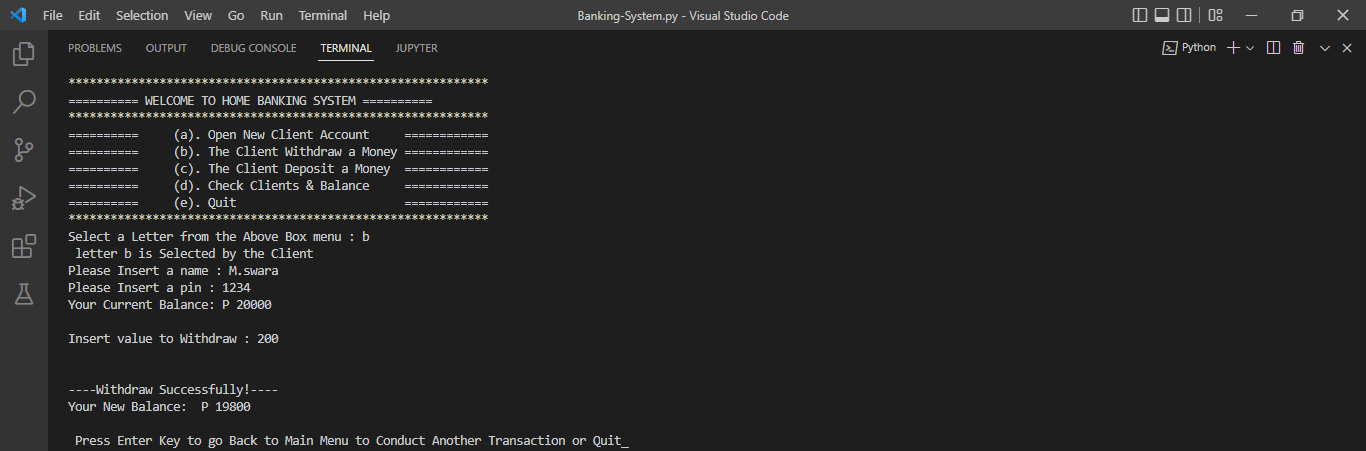 File Edit Selection View Go Run Terminal Help Banking-System.py - Visual Studio Code
PROBLEMS OUTPUT DEBUG CONSOLE TERMINAL JUPYTER Python
************************************************************
========== WELCOME TO HOME BANKING SYSTEM ==========
************************************************************
==========     (a). Open New Client Account     ============
==========     (b). The Client Withdraw a Money ============
==========     (c). The Client Deposit a Money  ============
==========     (d). Check Clients & Balance     ============
==========     (e). Quit                        ============
************************************************************
Select a Letter from the Above Box menu : b
 letter b is Selected by the Client
Please Insert a name : M.swara
Please Insert a pin : 1234
Your Current Balance: P 20000
Insert value to Withdraw : 200
----Withdraw Successfully!----
Your New Balance:  P 19800
 Press Enter Key to go Back to Main Menu to Conduct Another Transaction or Quit_